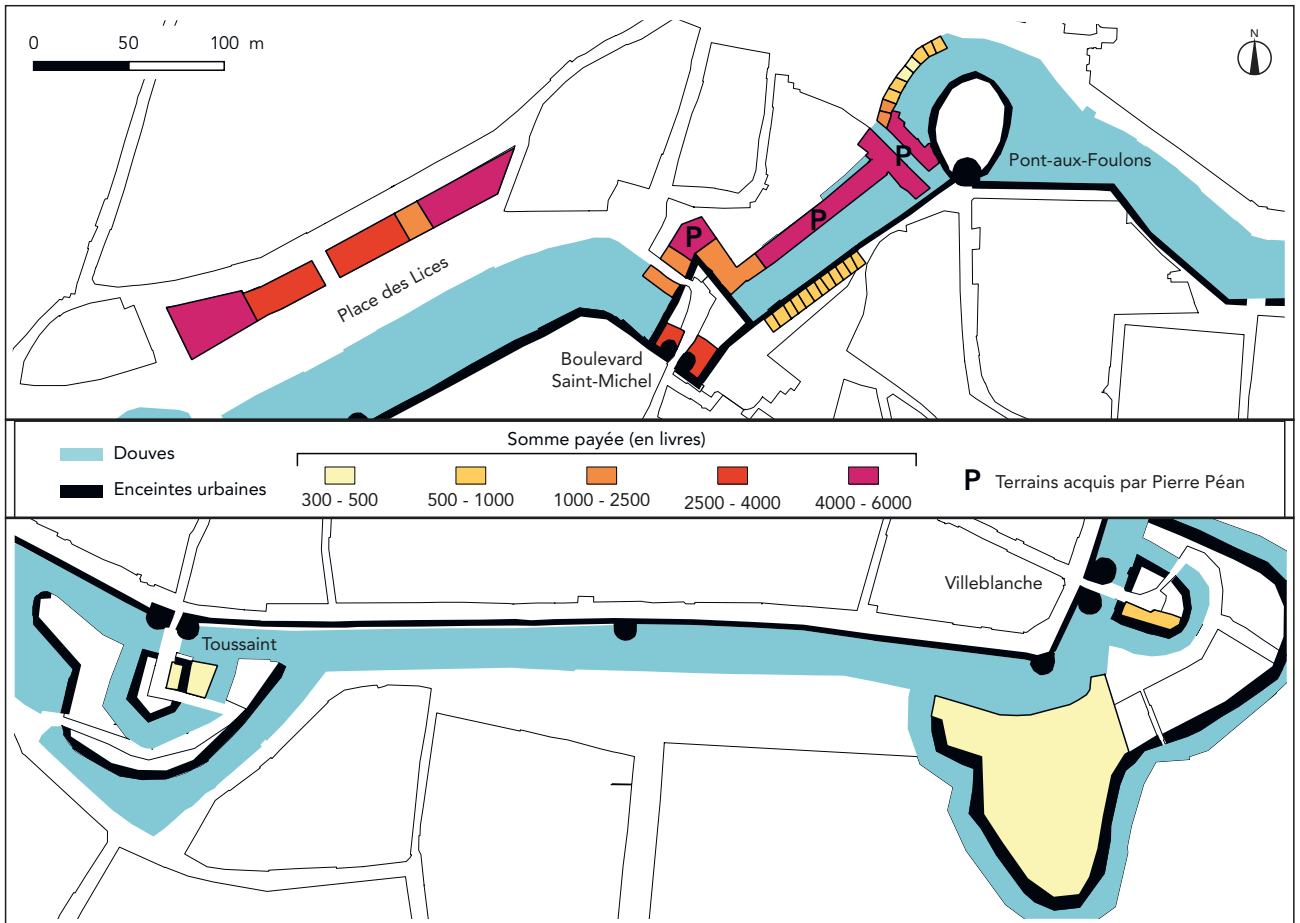 0 50 100 m
N
P
Pont-aux-Foulons
P
P
Place des Lices
Boulevard
Saint-Michel
Douves
Enceintes urbaines
Somme payée (en livres)
300 - 500
500 - 1000
1000 - 2500
2500 - 4000
4000 - 6000
P Terrains acquis par Pierre Péan
Villeblanche
Toussaint